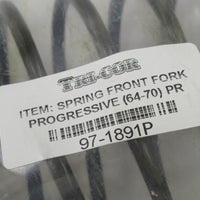 TRI-COR
ITEM: SPRING FRONT FORK
PROGRESSIVE (64-70) PR
97-1891P